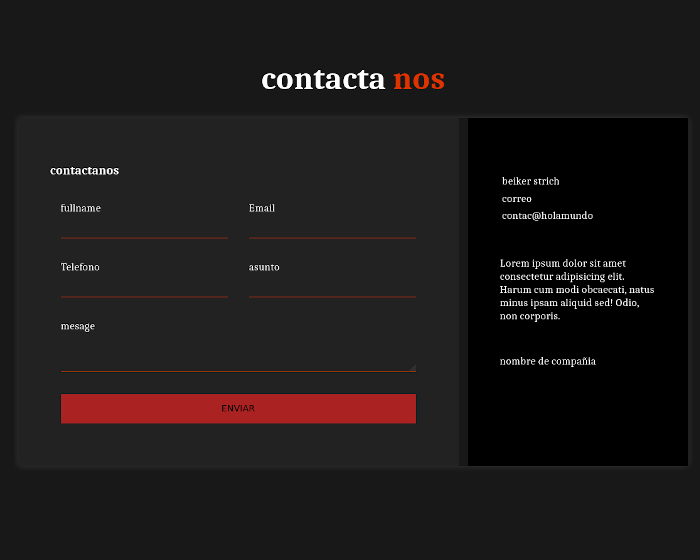 contacta nos
contactanos
fullname
Email
Telefono
asunto
mesage
ENVIAR
beiker strich
correo
contac@holamundo
Lorem ipsum dolor sit amet
consectetur adipisicing elit.
Harum cum modi obcaecati, natus
minus ipsam aliquid sed! Odio,
non corporis.
nombre de compañia